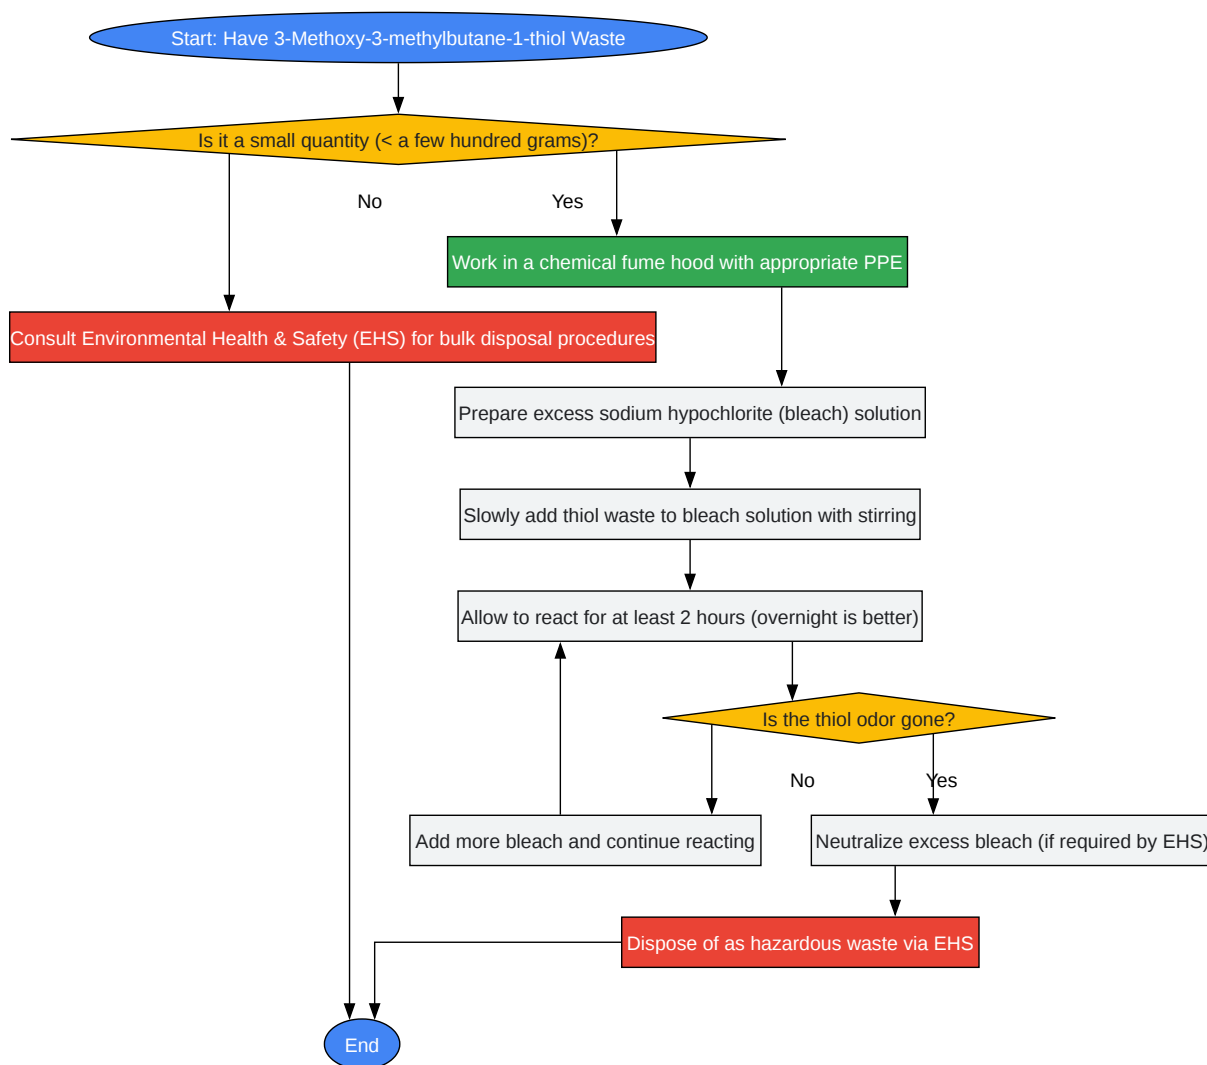 Start: Have 3-Methoxy-3-methylbutane-1-thiol Waste
Is it a small quantity (< a few hundred grams)?
No
Yes
Work in a chemical fume hood with appropriate PPE
Consult Environmental Health & Safety (EHS) for bulk disposal procedures
Prepare excess sodium hypochlorite (bleach) solution
Slowly add thiol waste to bleach solution with stirring
Allow to react for at least 2 hours (overnight is better)
Is the thiol odor gone?
No
Yes
Add more bleach and continue reacting
Neutralize excess bleach (if required by EHS)
Dispose of as hazardous waste via EHS
End